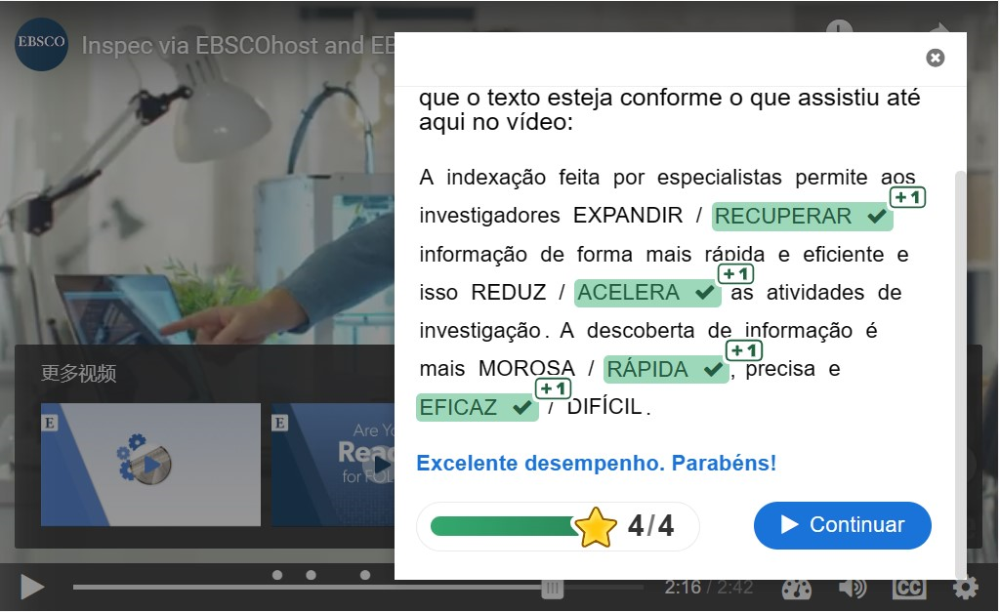 EBSCO
Inspec via EBSCOhost and EB
que o texto esteja conforme o que assistiu até
aqui no vídeo:
A indexação feita por especialistas permite aos
investigadores EXPANDIR / RECUPERAR +1
informação de forma mais rápida e eficiente e
isso REDUZ / ACELERA +1 as atividades de
investigação. A descoberta de informação é
mais MOROSA / RÁPIDA +1, precisa e
EFICAZ +1 / DIFÍCIL.
Excelente desempenho. Parabéns!
4/4
Continuar
更多视频
E
E
Are Yo
Reac
for FOL
2:16 / 2:42
CC